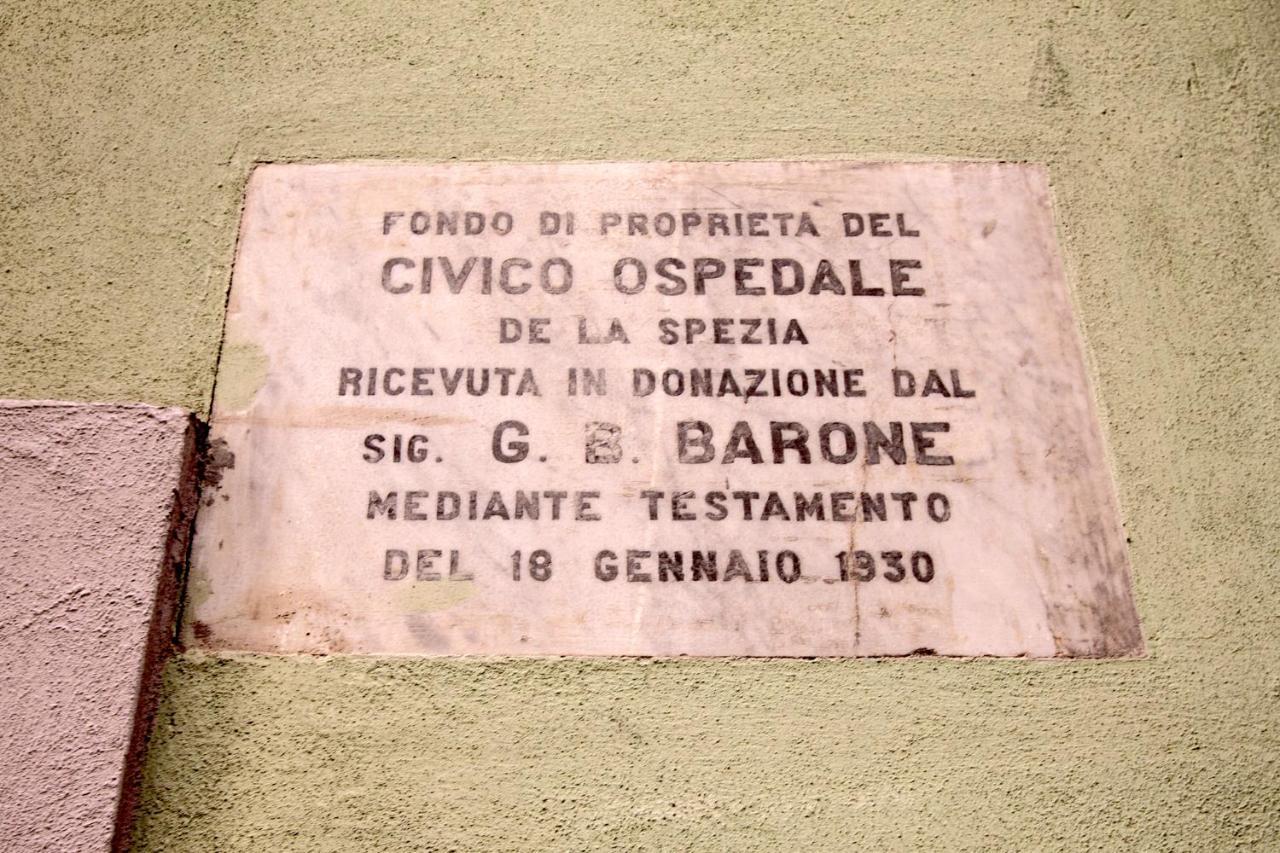 FONDO DI PROPRIETA DEL
CIVICO OSPEDALE
DE LA SPEZIA
RICEVUTA IN DONAZIONE DAL
SIG. G. B. BARONE
MEDIANTE TESTAMENTO
DEL 18 GENNAIO 1930